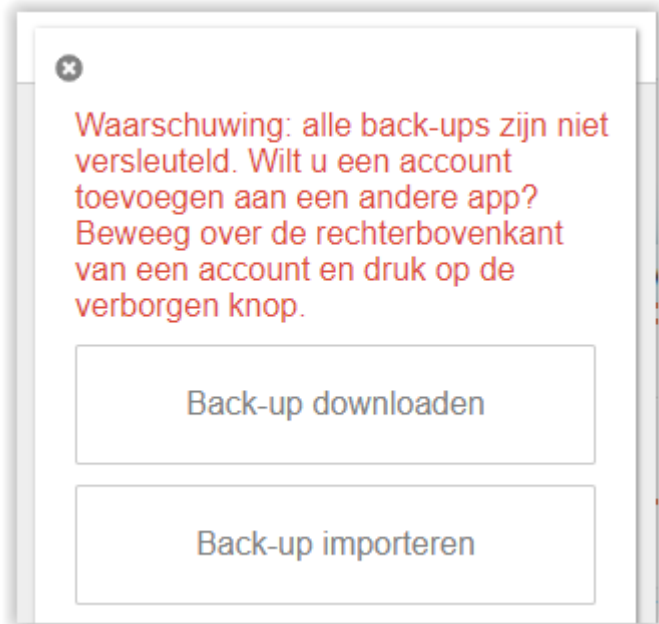 Waarschuwing: alle back-ups zijn niet
versleuteld. Wilt u een account
toevoegen aan een andere app?
Beweeg over de rechterbovenkant
van een account en druk op de
verborgen knop.
Back-up downloaden
Back-up importeren